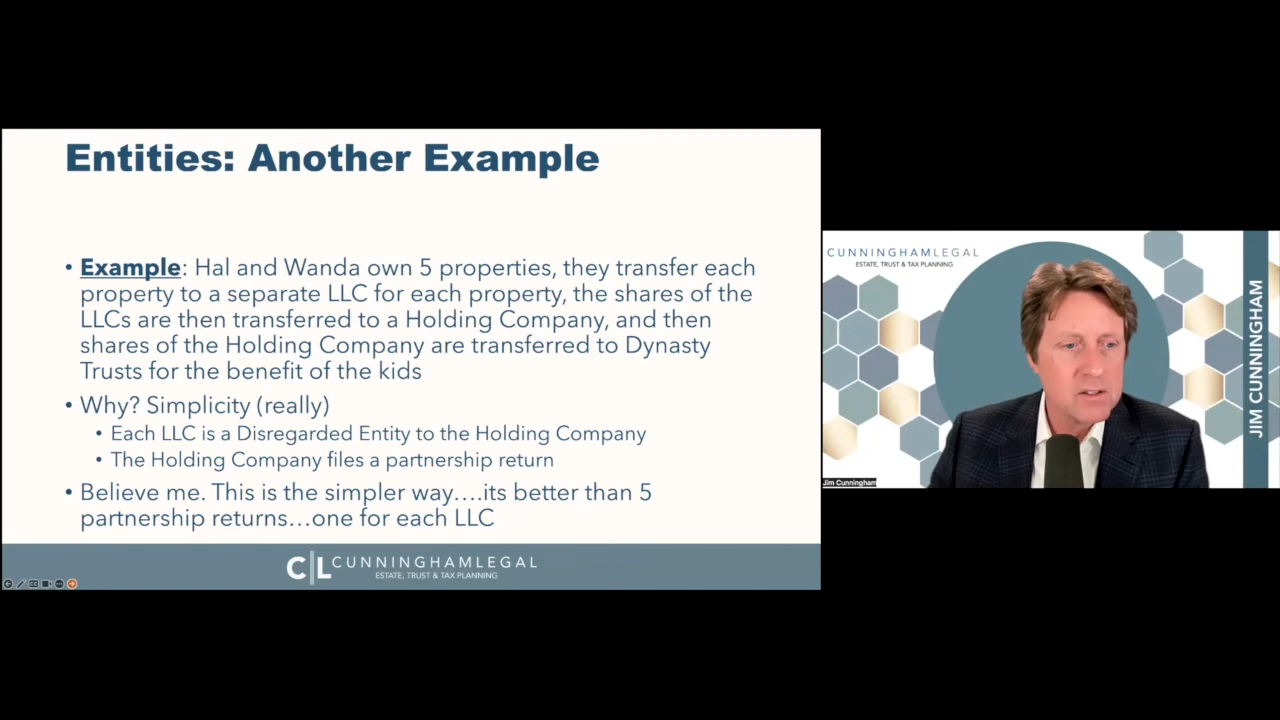 Entities: Another Example
• Example: Hal and Wanda own 5 properties, they transfer each
property to a separate LLC for each property, the shares of the
LLCs are then transferred to a Holding Company, and then
shares of the Holding Company are transferred to Dynasty
Trusts for the benefit of the kids
• Why? Simplicity (really)
• Each LLC is a Disregarded Entity to the Holding Company
• The Holding Company files a partnership return
• Believe me. This is the simpler way....its better than 5
partnership returns...one for each LLC
CL CUNNINGHAMLEGAL
ESTATE, TRUST & TAX PLANNING
CUNNINGHAMLEGAL
ESTATE, TRUST & TAX PLANNING
JIM CUNNINGHAM
Jim Cunningham